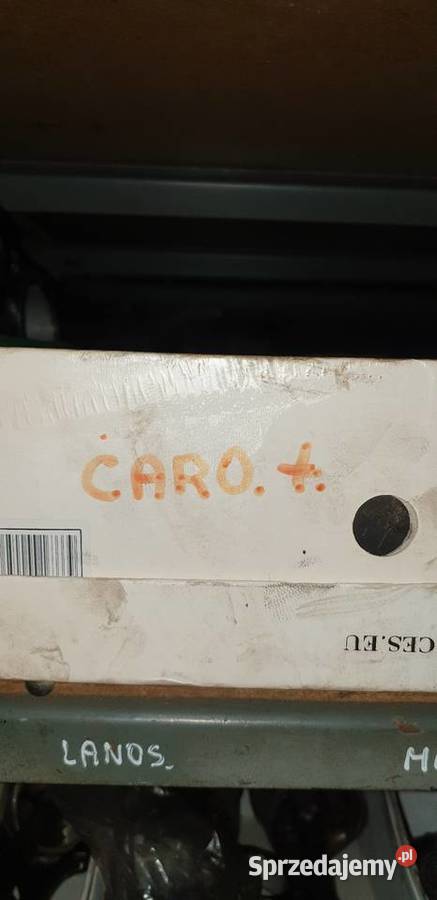 CARO. +.
CES.EU
LANOS.
Sprzedajemy.pl